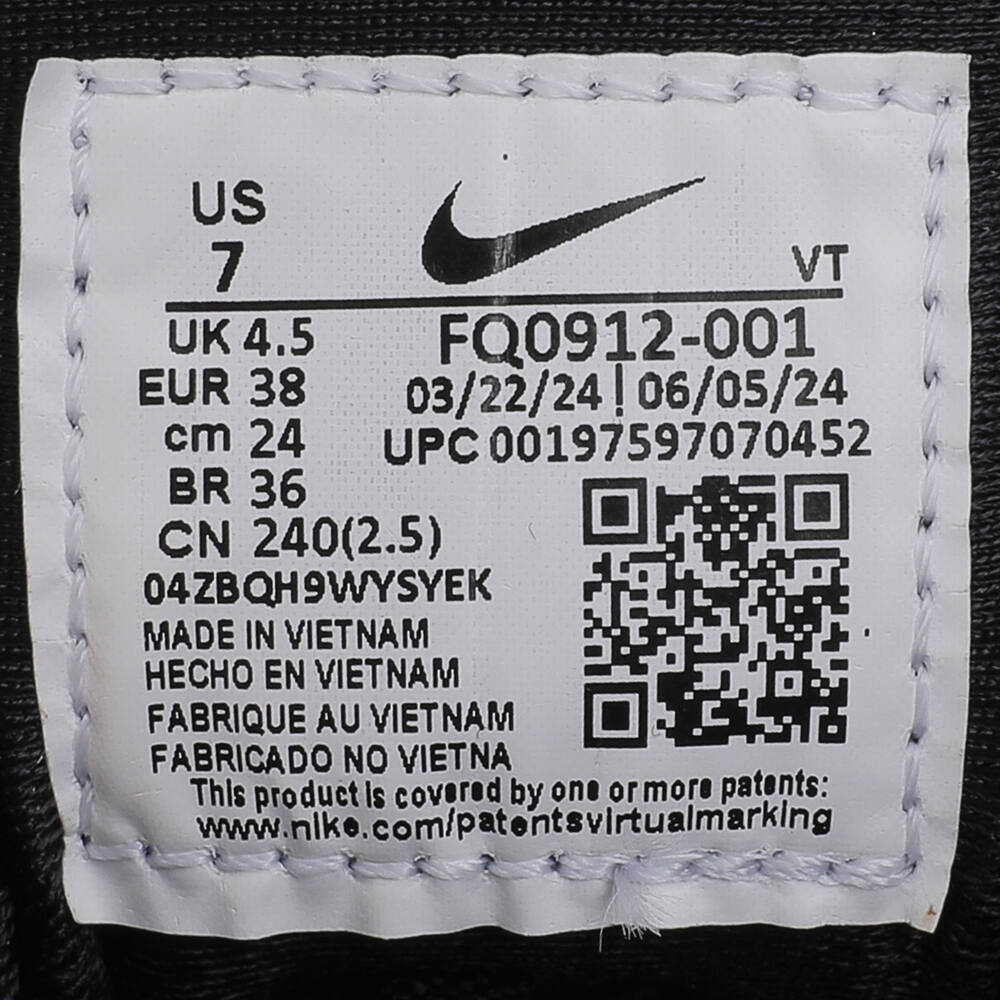 US
7
VT
UK 4.5
EUR 38
cm 24
BR 36
CN 240(2.5)
FQ0912-001
03/22/24 | 06/05/24
UPC 00197597070452
04ZBQH9WYSYEK
MADE IN VIETNAM
HECHO EN VIETNAM
FABRIQUE AU VIETNAM
FABRICADO NO VIETNA
This product is covered by one or more patents:
www.nike.com/patentsvirtualmarking